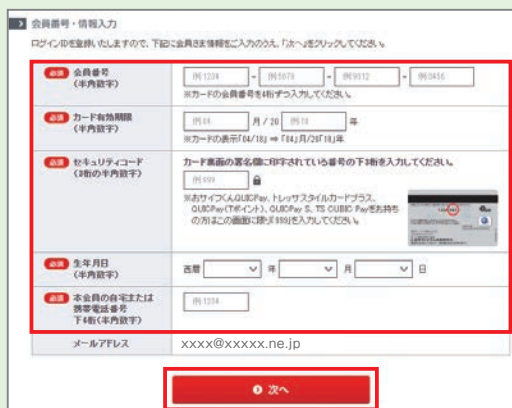 会員番号・情報入力
ログインIDを登録いたしますので、下記に会員さま情報をご入力のうえ、「次へ」をクリックしてください。
必須 会員番号
(半角数字)
例)1234 - 例)5678 - 例)9012 - 例)3456
※カードの会員番号を4桁ずつ入力してください。
必須 カード有効期限
(半角数字)
月 / 20 年
※カードの表示「04/18」 ⇒ 「04」月/20「18」年
必須 セキュリティコード
(3桁の半角数字)
カード裏面の署名欄に印字されている番号の下3桁を入力してください。
例)999
※おサイフくんQUICPay、トレッサスタイルカードプラス、
QUICPay(Tポイント)、QUICPay S、TS CUBIC Payをお持ち
の方はこの画面に限り「999」を入力してください。
必須 生年月日
(半角数字)
西暦 年 月 日
必須 本会員の自宅または
携帯電話番号
下4桁(半角数字)
例)1234
メールアドレス
xxxx@xxxxx.ne.jp
次へ